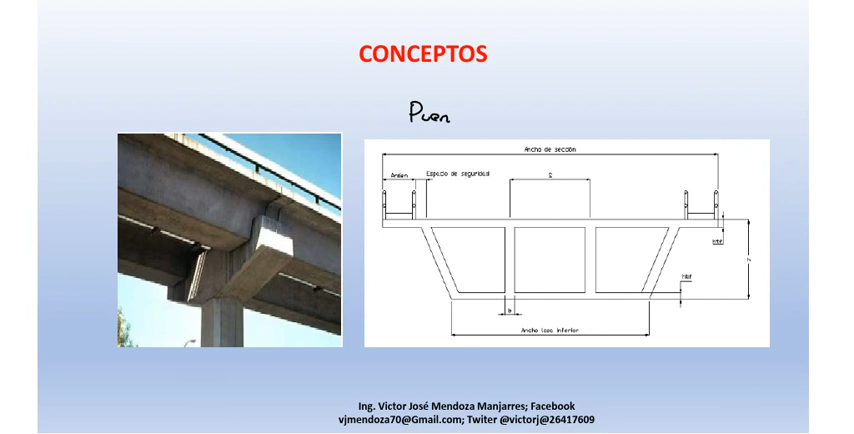 CONCEPTOS
Puen
Ancho de sección
Anden
Espacio de seguridad
S
h
b
Ancho losa inferior
Ing. Victor José Mendoza Manjarres; Facebook
vjmendoza70@Gmail.com; Twiter @victorj@26417609